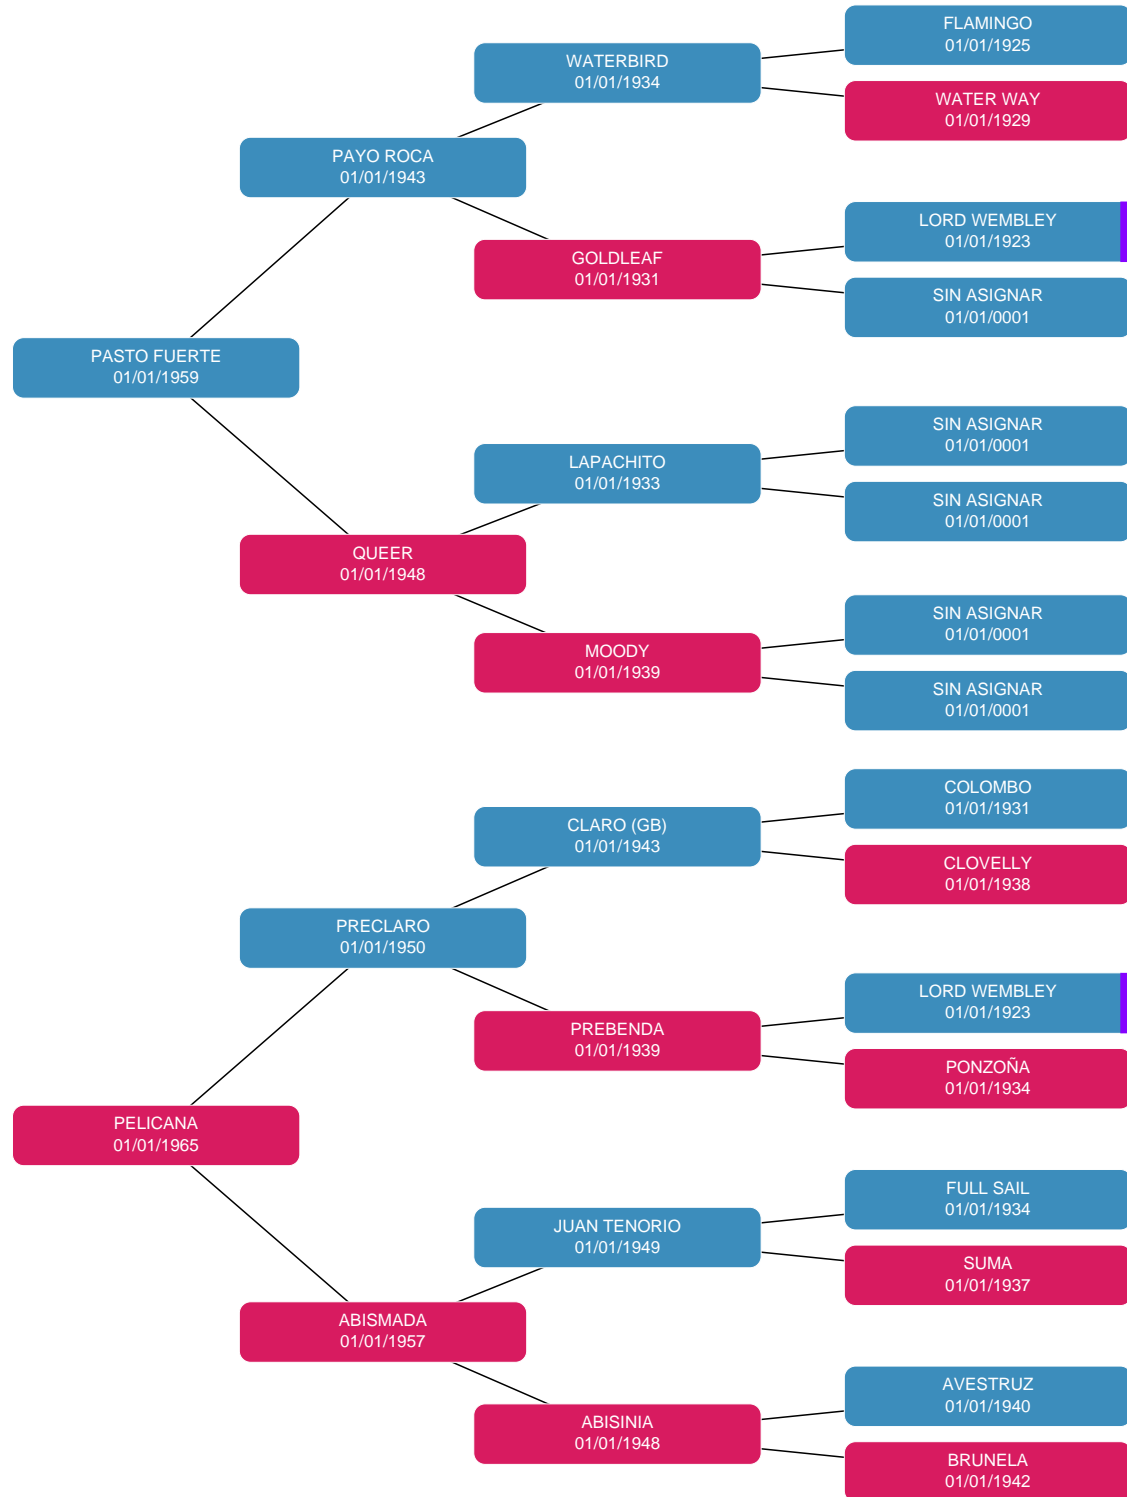 FLAMINGO
01/01/1925
WATERBIRD
01/01/1934
WATER WAY
01/01/1929
PAYO ROCA
01/01/1943
LORD WEMBLEY
01/01/1923
GOLDLEAF
01/01/1931
SIN ASIGNAR
01/01/0001
PASTO FUERTE
01/01/1959
SIN ASIGNAR
01/01/0001
LAPACHITO
01/01/1933
SIN ASIGNAR
01/01/0001
QUEER
01/01/1948
SIN ASIGNAR
01/01/0001
MOODY
01/01/1939
SIN ASIGNAR
01/01/0001
COLOMBO
01/01/1931
CLARO (GB)
01/01/1943
CLOVELLY
01/01/1938
PRECLARO
01/01/1950
LORD WEMBLEY
01/01/1923
PREBENDA
01/01/1939
PONZOÑA
01/01/1934
PELICANA
01/01/1965
FULL SAIL
01/01/1934
JUAN TENORIO
01/01/1949
SUMA
01/01/1937
ABISMADA
01/01/1957
AVESTRUZ
01/01/1940
ABISINIA
01/01/1948
BRUNELA
01/01/1942